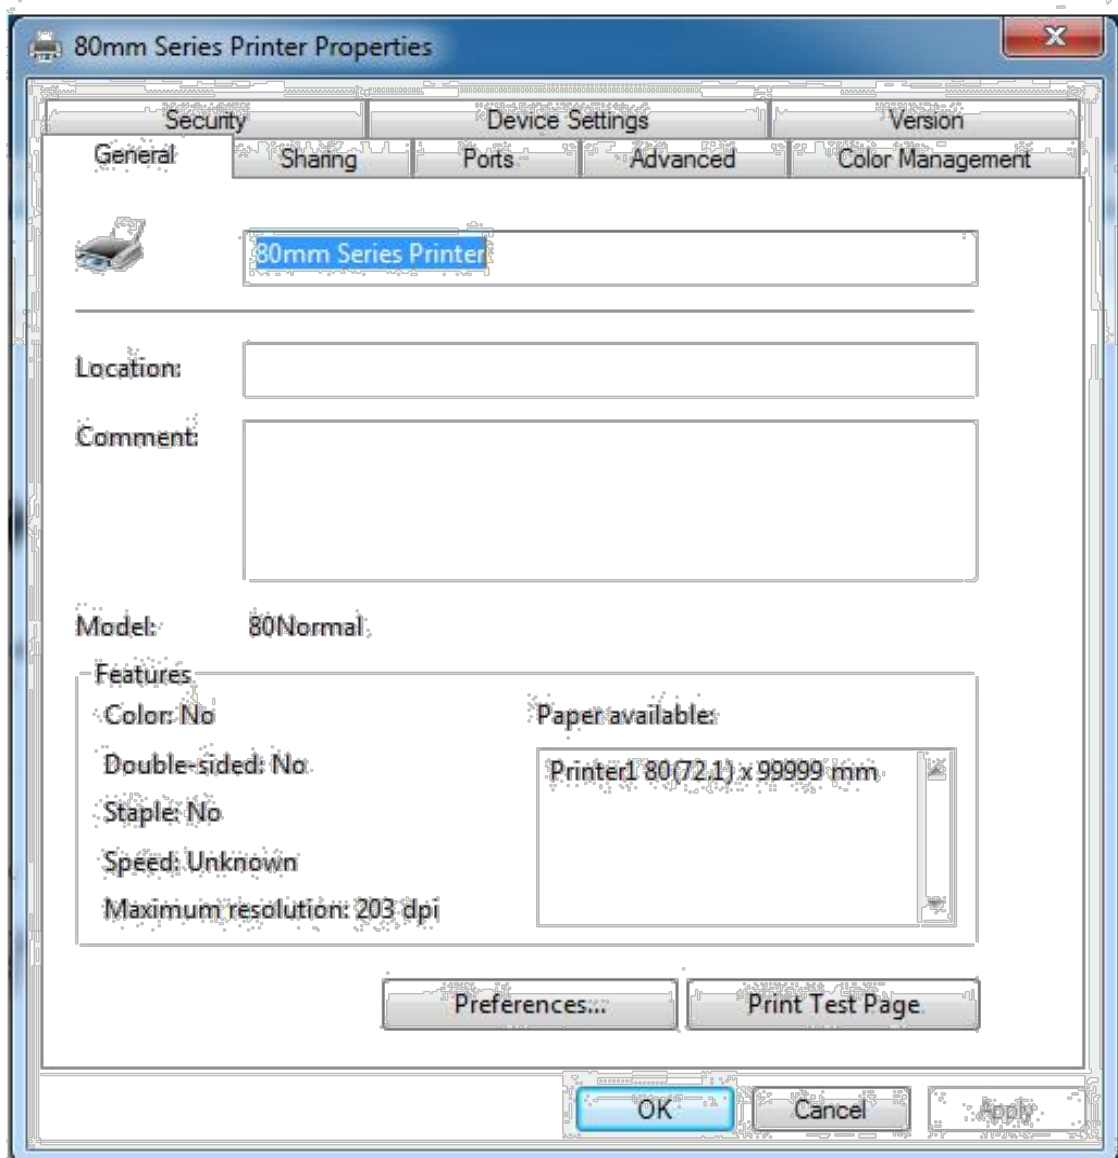 80mm Series Printer Properties
x
Security Device Settings Version
General Sharing Ports Advanced Color Management
80mm Series Printer
Location:
Comment:
Model: 80Normal
Features
Color: No Paper available:
Double-sided: No Printer1 80(72.1) x 99999 mm
Staple: No
Speed: Unknown
Maximum resolution: 203 dpi
Preferences... Print Test Page
OK Cancel Apply